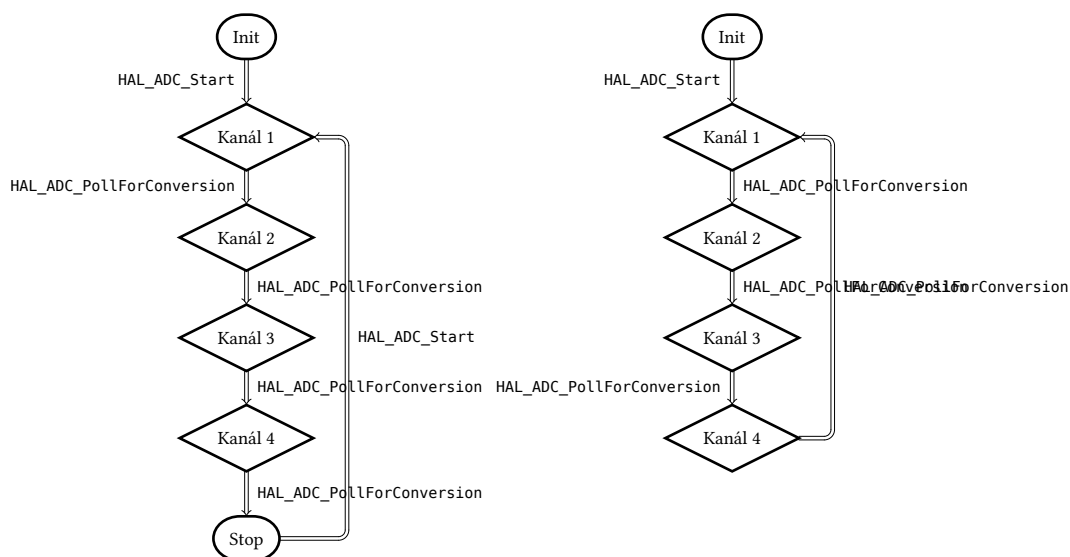 Init
HAL_ADC_Start
Kanál 1
HAL_ADC_PollForConversion
Kanál 2
HAL_ADC_PollForConversion
Kanál 3
HAL_ADC_Start
HAL_ADC_PollForConversion
Kanál 4
HAL_ADC_PollForConversion
Stop
Init
HAL_ADC_Start
Kanál 1
HAL_ADC_PollForConversion
Kanál 2
HAL_ADC_PollForConversion
HAL_ADC_PollForConversion
Kanál 3
HAL_ADC_PollForConversion
Kanál 4